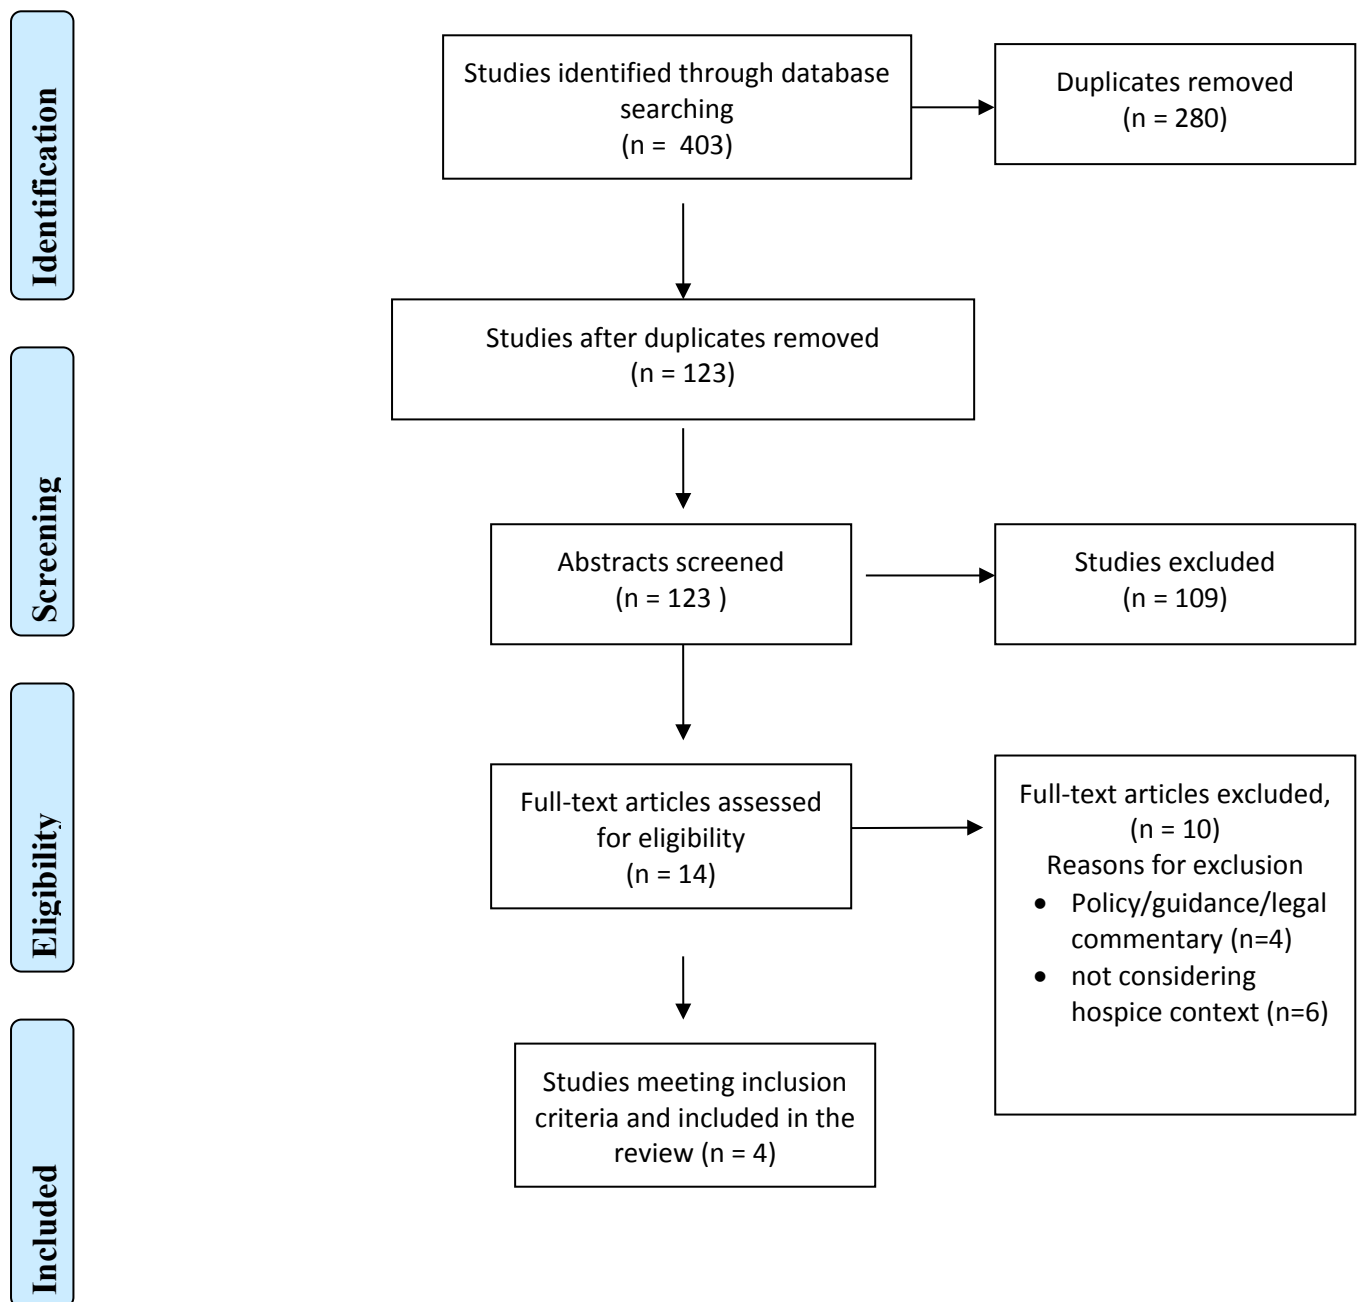 Identification
Studies identified through database
searching
(n =  403)
Duplicates removed
(n = 280)
Studies after duplicates removed
(n = 123)
Screening
Abstracts screened
(n = 123 )
Studies excluded
(n = 109)
Eligibility
Full-text articles assessed
for eligibility
(n = 14)
Full-text articles excluded,
(n = 10)
Reasons for exclusion
• Policy/guidance/legal
commentary (n=4)
• not considering
hospice context (n=6)
Included
Studies meeting inclusion
criteria and included in the
review (n = 4)